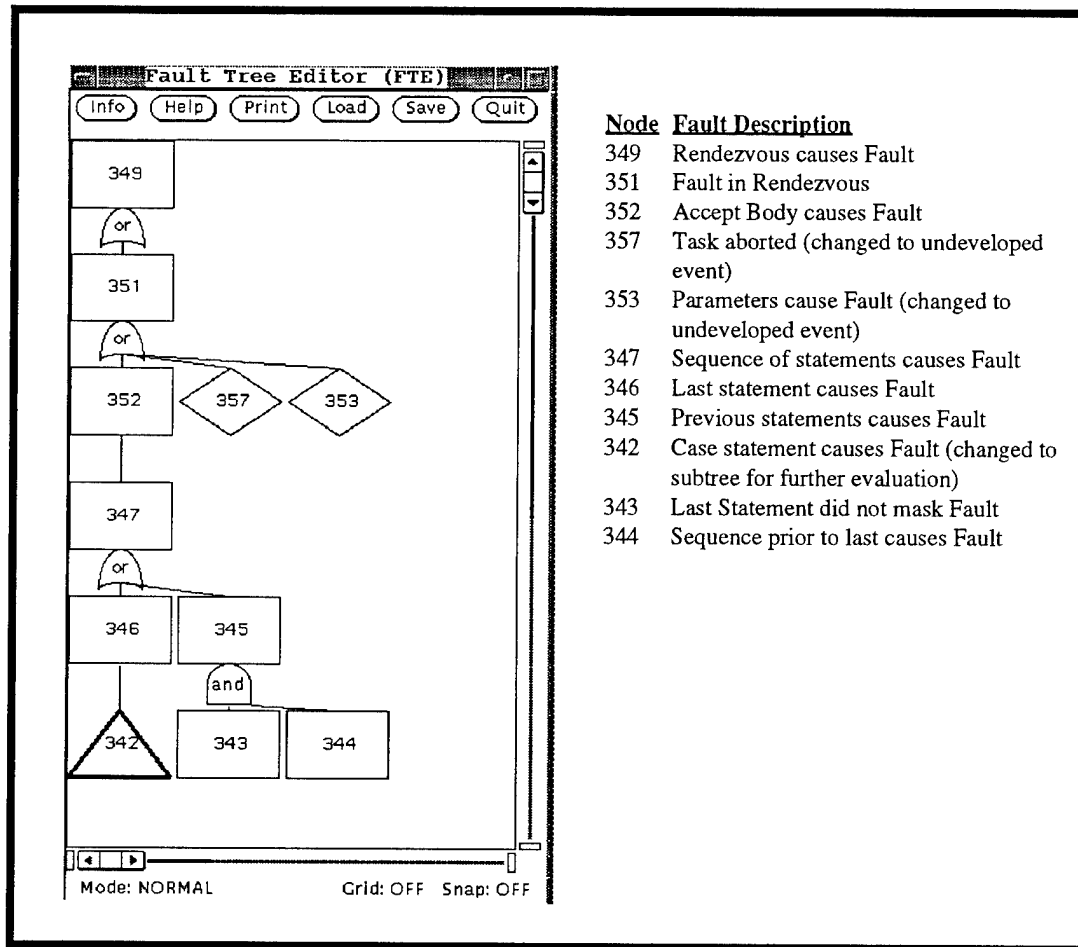 Fault Tree Editor (FTE)
Info Help Print Load Save Quit
349
or
351
or
352 357 353
347
or
346 345
and
342 343 344
Mode: NORMAL Grid: OFF Snap: OFF
Node Fault Description
349 Rendezvous causes Fault
351 Fault in Rendezvous
352 Accept Body causes Fault
357 Task aborted (changed to undeveloped
event)
353 Parameters cause Fault (changed to
undeveloped event)
347 Sequence of statements causes Fault
346 Last statement causes Fault
345 Previous statements causes Fault
342 Case statement causes Fault (changed to
subtree for further evaluation)
343 Last Statement did not mask Fault
344 Sequence prior to last causes Fault